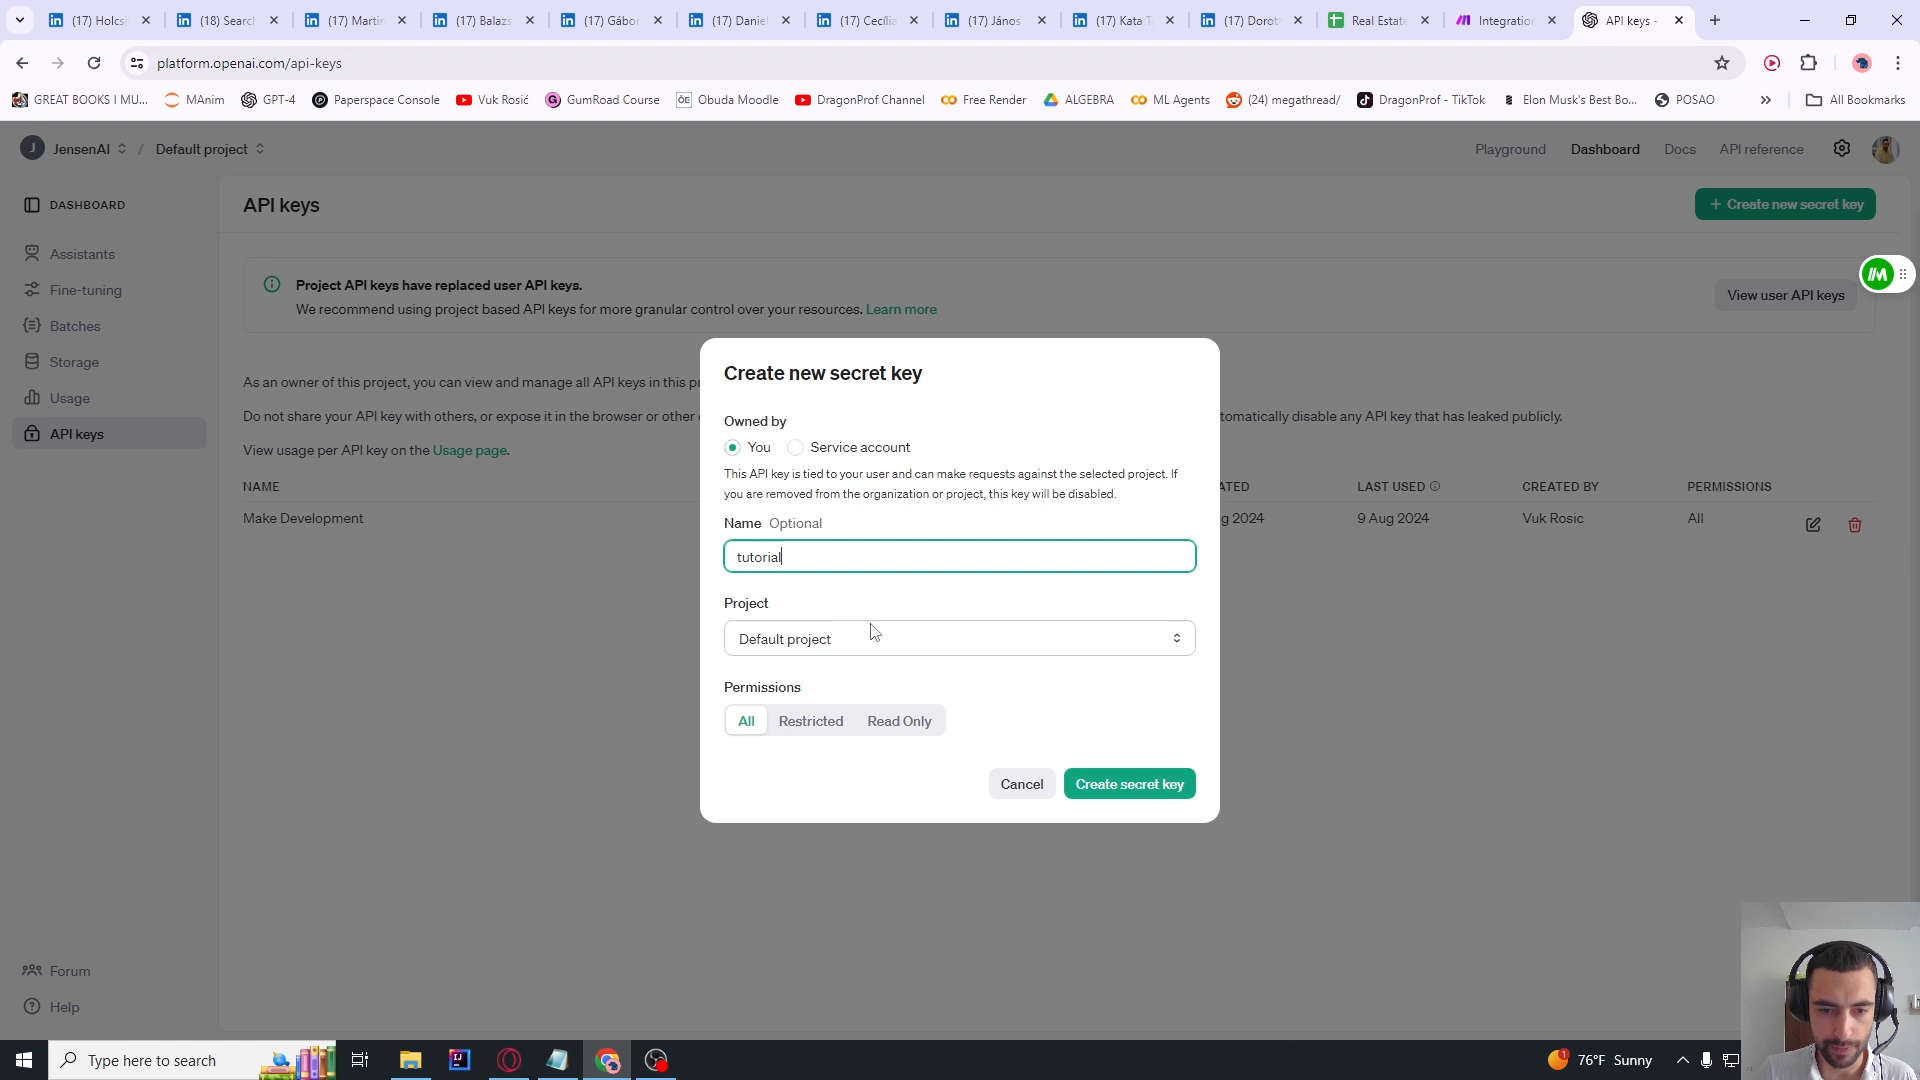 (17) Holcsi
(18) Search
(17) Martin
(17) Balazs
(17) Gábor
(17) Daniel
(17) Cecília
(17) János
(17) Kata T
(17) Dorott
Real Estate
Integration
API keys -
platform.openai.com/api-keys
GREAT BOOKS I MU...
MAnim
GPT-4
Paperspace Console
Vuk Rosić
GumRoad Course
Obuda Moodle
DragonProf Channel
Free Render
ALGEBRA
ML Agents
(24) megathread/
DragonProf - TikTok
Elon Musk's Best Bo...
POSAO
All Bookmarks
J JensenAI / Default project
Playground
Dashboard
Docs
API reference
DASHBOARD
Assistants
Fine-tuning
Batches
Storage
Usage
API keys
Forum
Help
API keys
+ Create new secret key
Project API keys have replaced user API keys.
We recommend using project based API keys for more granular control over your resources. Learn more
View user API keys
As an owner of this project, you can view and manage all API keys in this pr
Do not share your API key with others, or expose it in the browser or other
tomatically disable any API key that has leaked publicly.
View usage per API key on the Usage page.
NAME
ATED
LAST USED
CREATED BY
PERMISSIONS
Make Development
g 2024
9 Aug 2024
Vuk Rosic
All
Create new secret key
Owned by
You
Service account
This API key is tied to your user and can make requests against the selected project. If
you are removed from the organization or project, this key will be disabled.
Name Optional
tutorial
Project
Default project
Permissions
All
Restricted
Read Only
Cancel
Create secret key
Type here to search
76°F Sunny